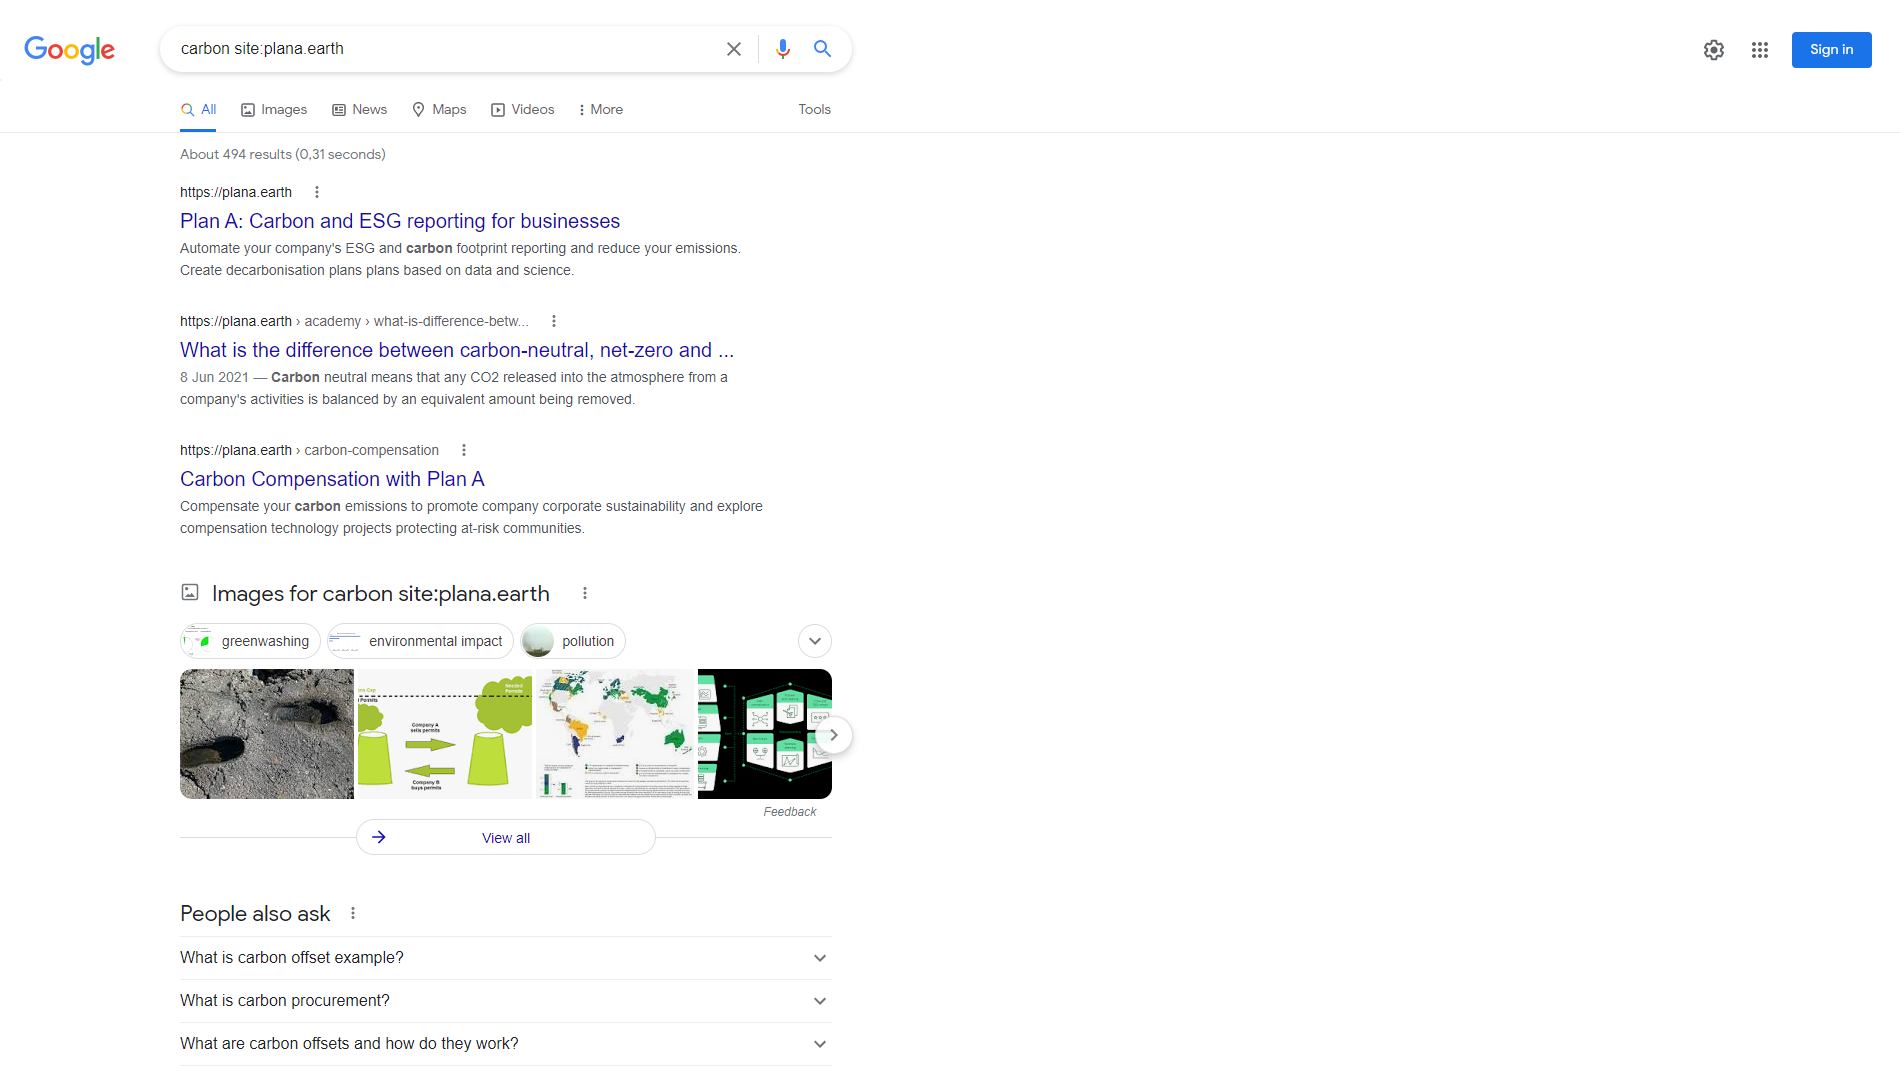 Google
carbon site:plana.earth
Sign in
All
Images
News
Maps
Videos
More
Tools
About 494 results (0,31 seconds)
https://plana.earth
Plan A: Carbon and ESG reporting for businesses
Automate your company's ESG and carbon footprint reporting and reduce your emissions.
Create decarbonisation plans plans based on data and science.
https://plana.earth › academy › what-is-difference-betw...
What is the difference between carbon-neutral, net-zero and ...
8 Jun 2021 — Carbon neutral means that any CO2 released into the atmosphere from a
company's activities is balanced by an equivalent amount being removed.
https://plana.earth › carbon-compensation
Carbon Compensation with Plan A
Compensate your carbon emissions to promote company corporate sustainability and explore
compensation technology projects protecting at-risk communities.
Images for carbon site:plana.earth
greenwashing
environmental impact
pollution
Needed
Permits
Company A
sells permits
Company B
buys permits
Feedback
View all
People also ask
What is carbon offset example?
What is carbon procurement?
What are carbon offsets and how do they work?